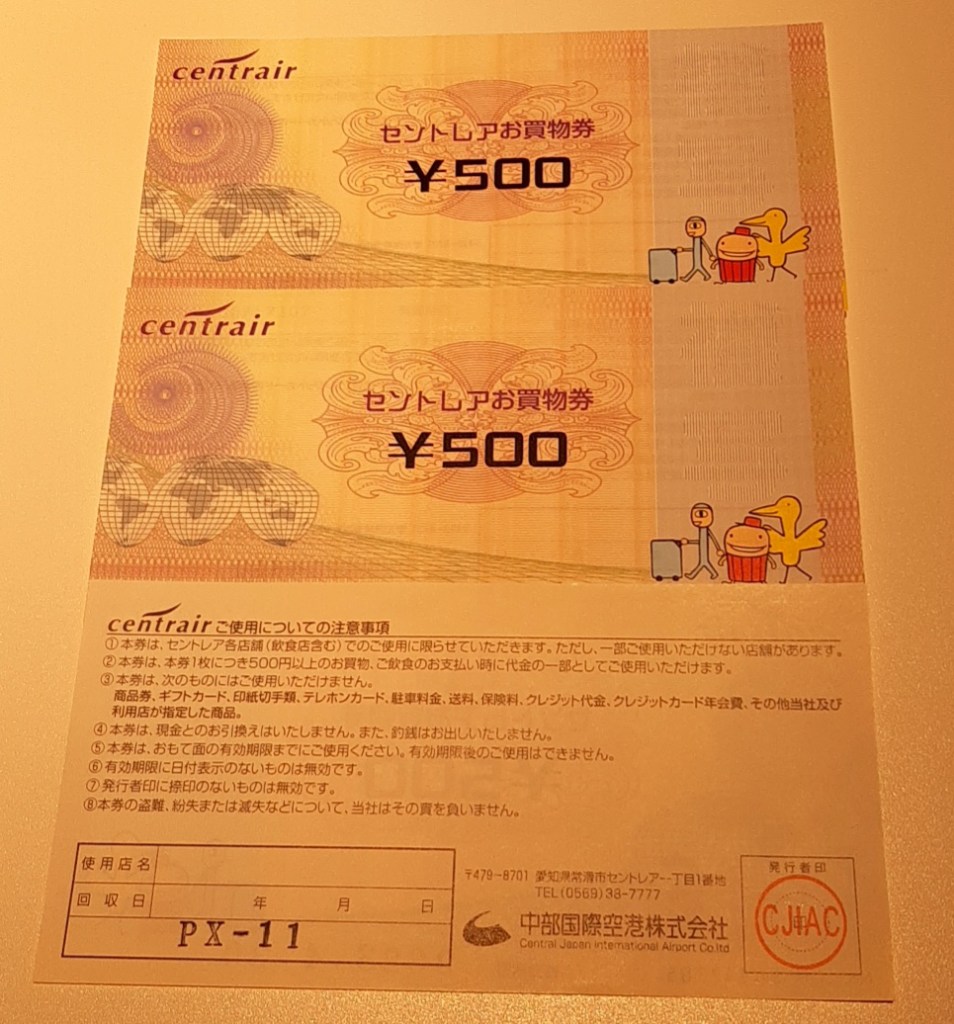 centrair
セントレアお買物券
¥500
centrair
セントレアお買物券
¥500
centrair ご使用についての注意事項
①本券は、セントレア各店舗(飲食店含む)でのご使用に限らせていただきます。ただし、一部ご使用いただけない店舗があります。
②本券は、本券1枚につき500円以上のお買物、ご飲食のお支払い時に代金の一部としてご使用いただけます。
③本券は、次のものにはご使用いただけません。
商品券、ギフトカード、印紙切手類、テレホンカード、駐車料金、送料、保険料、クレジット代金、クレジットカード年会費、その他当社及び
利用店が指定した商品。
④本券は、現金とのお引換えはいたしません。また、釣銭はお出しいたしません。
⑤本券は、おもて面の有効期限までにご使用ください。有効期限後のご使用はできません。
⑥有効期限に日付表示のないものは無効です。
⑦発行者印に捺印のないものは無効です。
⑧本券の盗難、紛失または滅失などについて、当社はその責を負いません。
使用店名
回収日 年 月 日
PX-11
〒479-8701 愛知県常滑市セントレア一丁目1番地
TEL(0569)38-7777
中部国際空港株式会社
Central Japan International Airport Co.ltd
発行者印
CJIAC